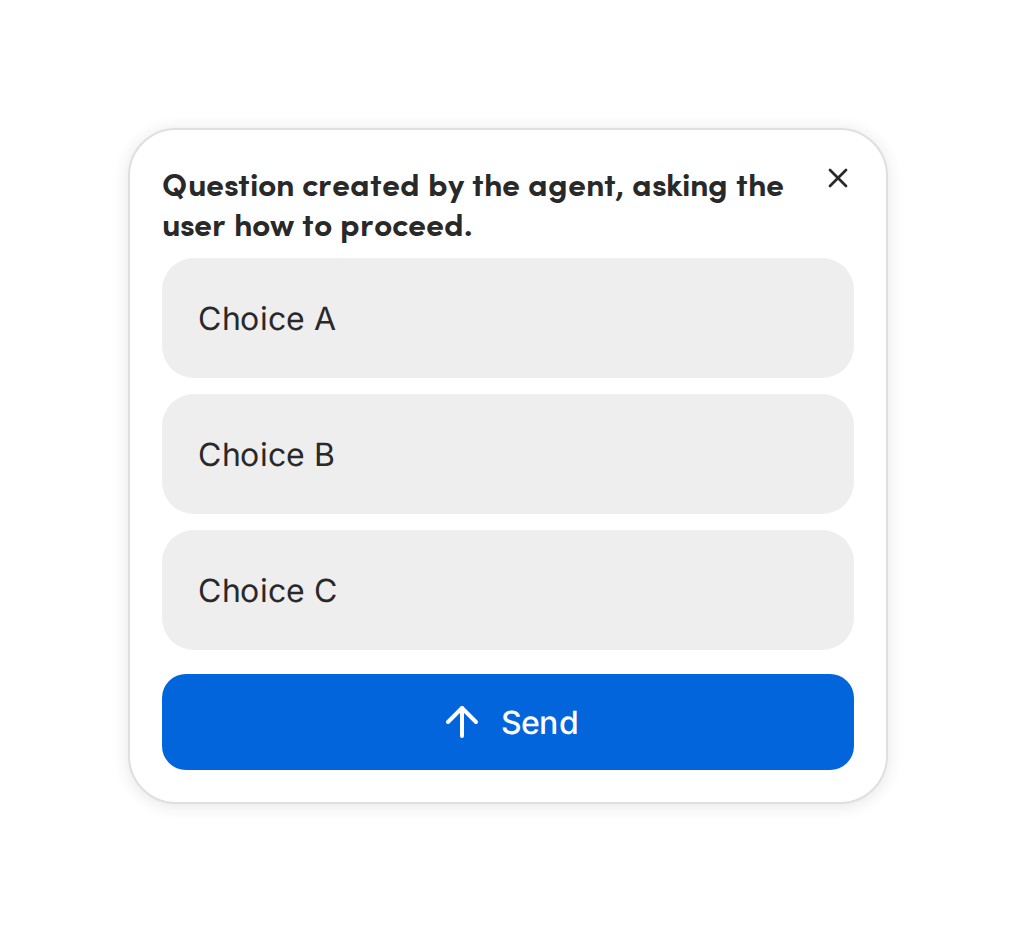 Question created by the agent, asking the
user how to proceed.
Choice A
Choice B
Choice C
Send